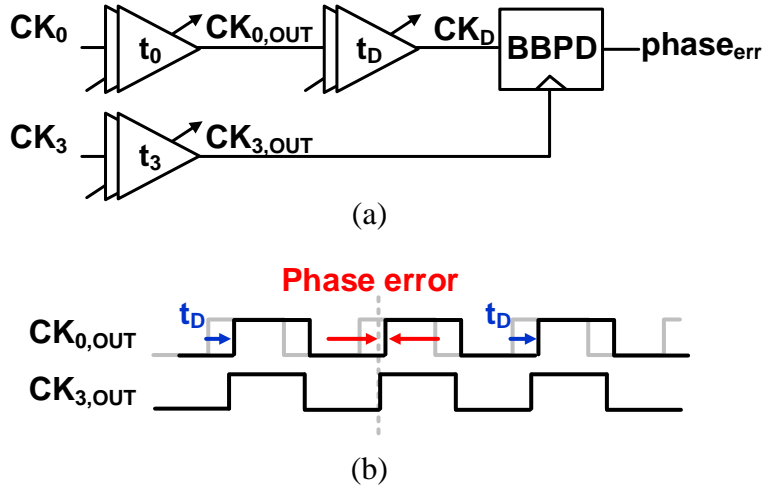 CK0 t0 CK0,OUT tD CKD BBPD phaseerr
CK3 t3 CK3,OUT
(a)
Phase error
tD tD
CK0,OUT
CK3,OUT
(b)